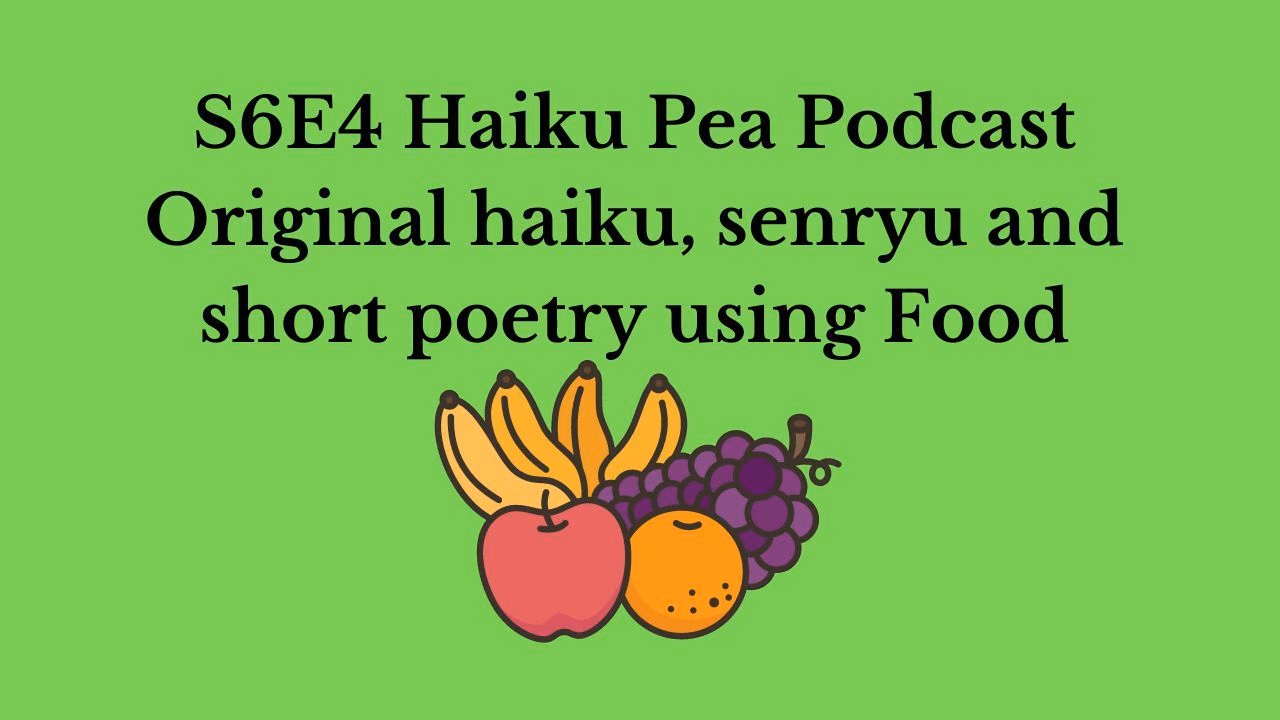 S6E4 Haiku Pea Podcast
Original haiku, senryu and
short poetry using Food